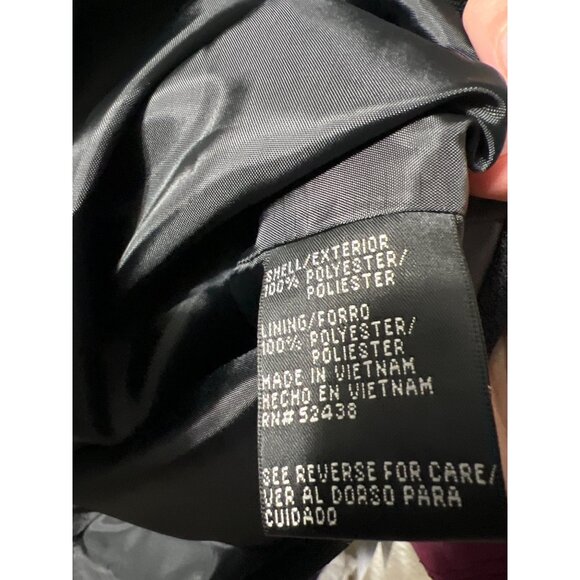 SHELL/EXTERIOR
100% POLYESTER/
POLIESTER
LINING/FORRO
100% POLYESTER/
POLIESTER
MADE IN VIETNAM
HECHO EN VIETNAM
RN# 52438
SEE REVERSE FOR CARE/
VER AL DORSO PARA
CUIDADO